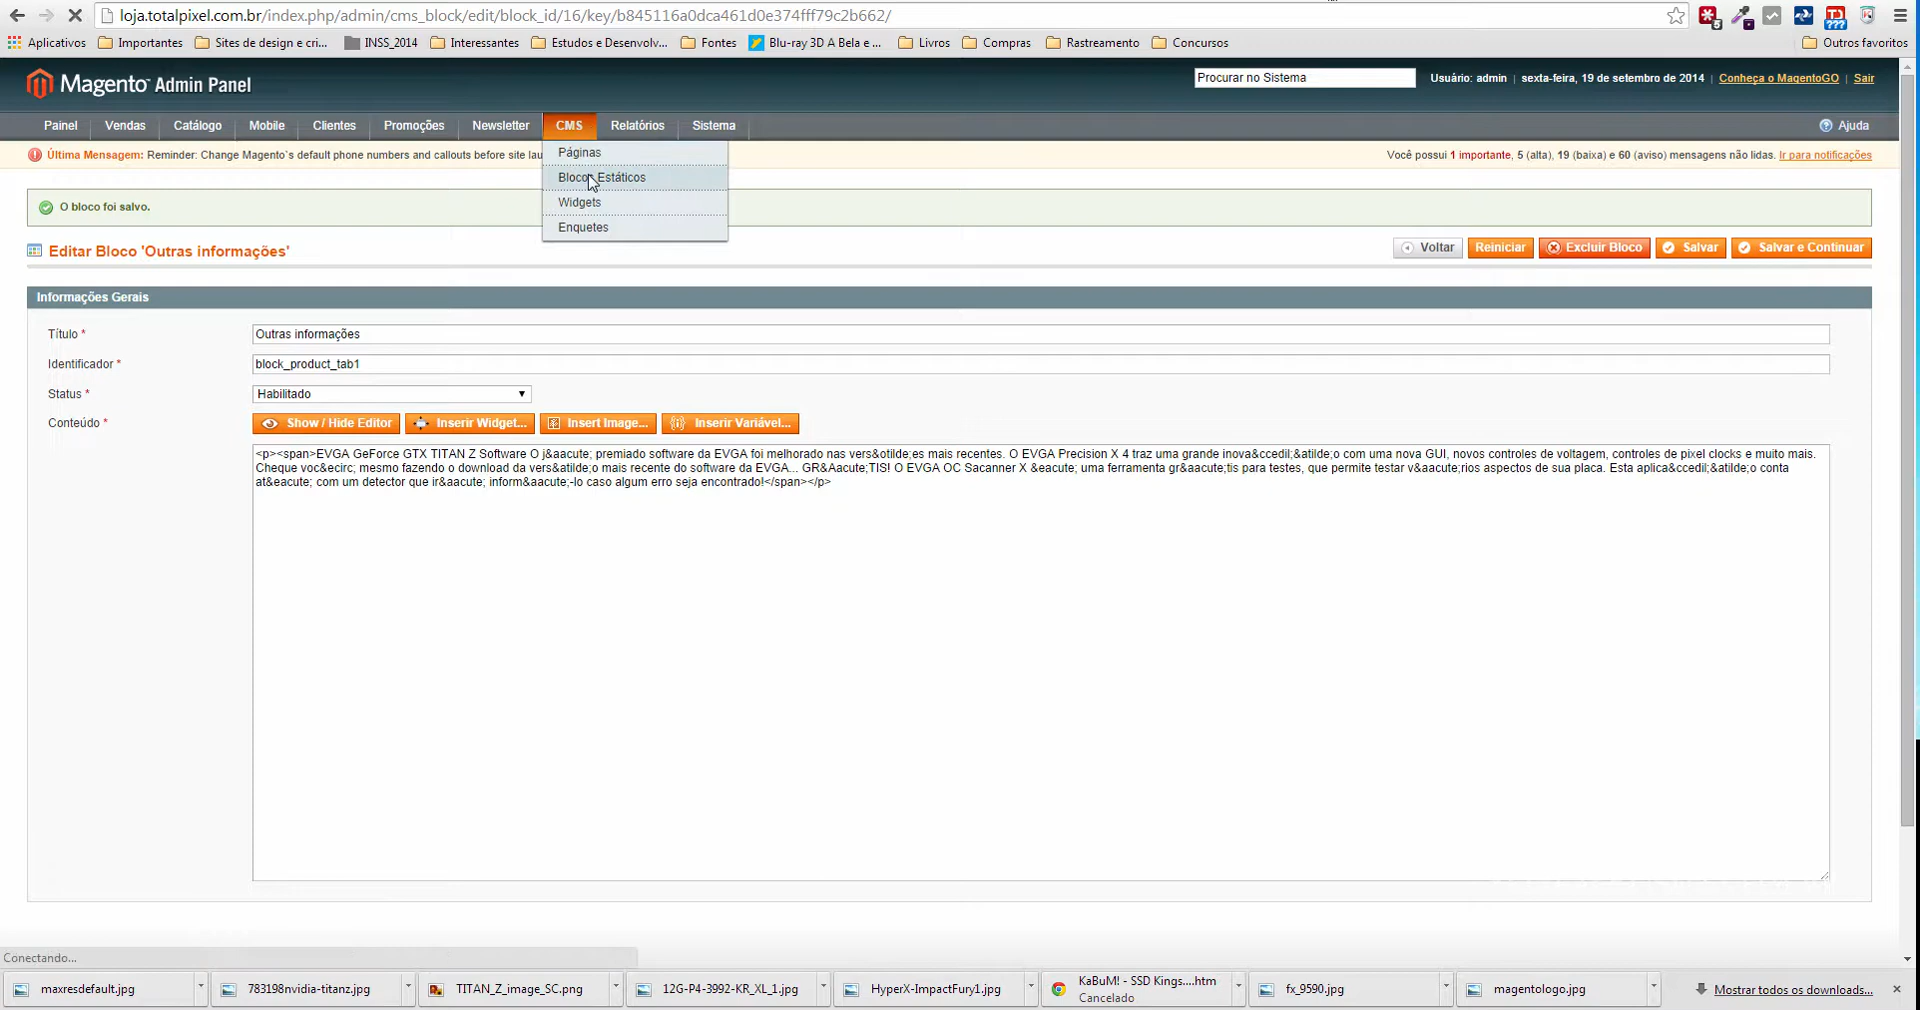 loja.totalpixel.com.br/index.php/admin/cms_block/edit/block_id/16/key/b845116a0dca461d0e374fff79c2b662/
5
???
Aplicativos Importantes Sites de design e cri... INSS_2014 Interessantes Estudos e Desenvolv... Fontes Blu-ray 3D A Bela e ... Livros Compras Rastreamento Concursos Outros favoritos
Magento Admin Panel
Procurar no Sistema
Usuário: admin | sexta-feira, 19 de setembro de 2014 | Conheça o MagentoGO | Sair
Painel Vendas Catálogo Mobile Clientes Promoções Newsletter CMS Relatórios Sistema Ajuda
Última Mensagem: Reminder: Change Magento`s default phone numbers and callouts before site lau
Você possui 1 importante, 5 (alta), 19 (baixa) e 60 (aviso) mensagens não lidas. Ir para notificações
Páginas
Blocos Estáticos
Widgets
Enquetes
O bloco foi salvo.
Editar Bloco 'Outras informações'
Voltar Reiniciar Excluir Bloco Salvar Salvar e Continuar
Informações Gerais
Título * Outras informações
Identificador * block_product_tab1
Status * Habilitado
Conteúdo * Show / Hide Editor Inserir Widget... Insert Image... Inserir Variável...
<p><span>EVGA GeForce GTX TITAN Z Software O j&aacute; premiado software da EVGA foi melhorado nas vers&otilde;es mais recentes. O EVGA Precision X 4 traz uma grande inova&ccedil;&atilde;o com uma nova GUI, novos controles de voltagem, controles de pixel clocks e muito mais.
Cheque voc&ecirc; mesmo fazendo o download da vers&atilde;o mais recente do software da EVGA... GR&Aacute;TIS! O EVGA OC Sacanner X &eacute; uma ferramenta gr&aacute;tis para testes, que permite testar v&aacute;rios aspectos de sua placa. Esta aplica&ccedil;&atilde;o conta
at&eacute; com um detector que ir&aacute; inform&aacute;-lo caso algum erro seja encontrado!</span></p>
Conectando...
maxresdefault.jpg 783198nvidia-titanz.jpg TITAN_Z_image_SC.png 12G-P4-3992-KR_XL_1.jpg HyperX-ImpactFury1.jpg KaBuM! - SSD Kings....htm fx_9590.jpg magentologo.jpg Mostrar todos os downloads...
Cancelado